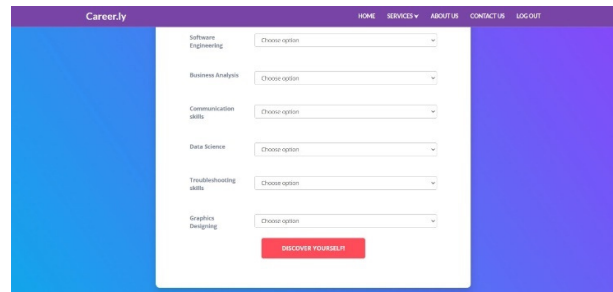 Career.ly HOME SERVICES ABOUT US CONTACT US LOG OUT
Software Engineering Choose option
Business Analysis Choose option
Communication skills Choose option
Data Science Choose option
Troubleshooting skills Choose option
Graphics Designing Choose option
DISCOVER YOURSELF!